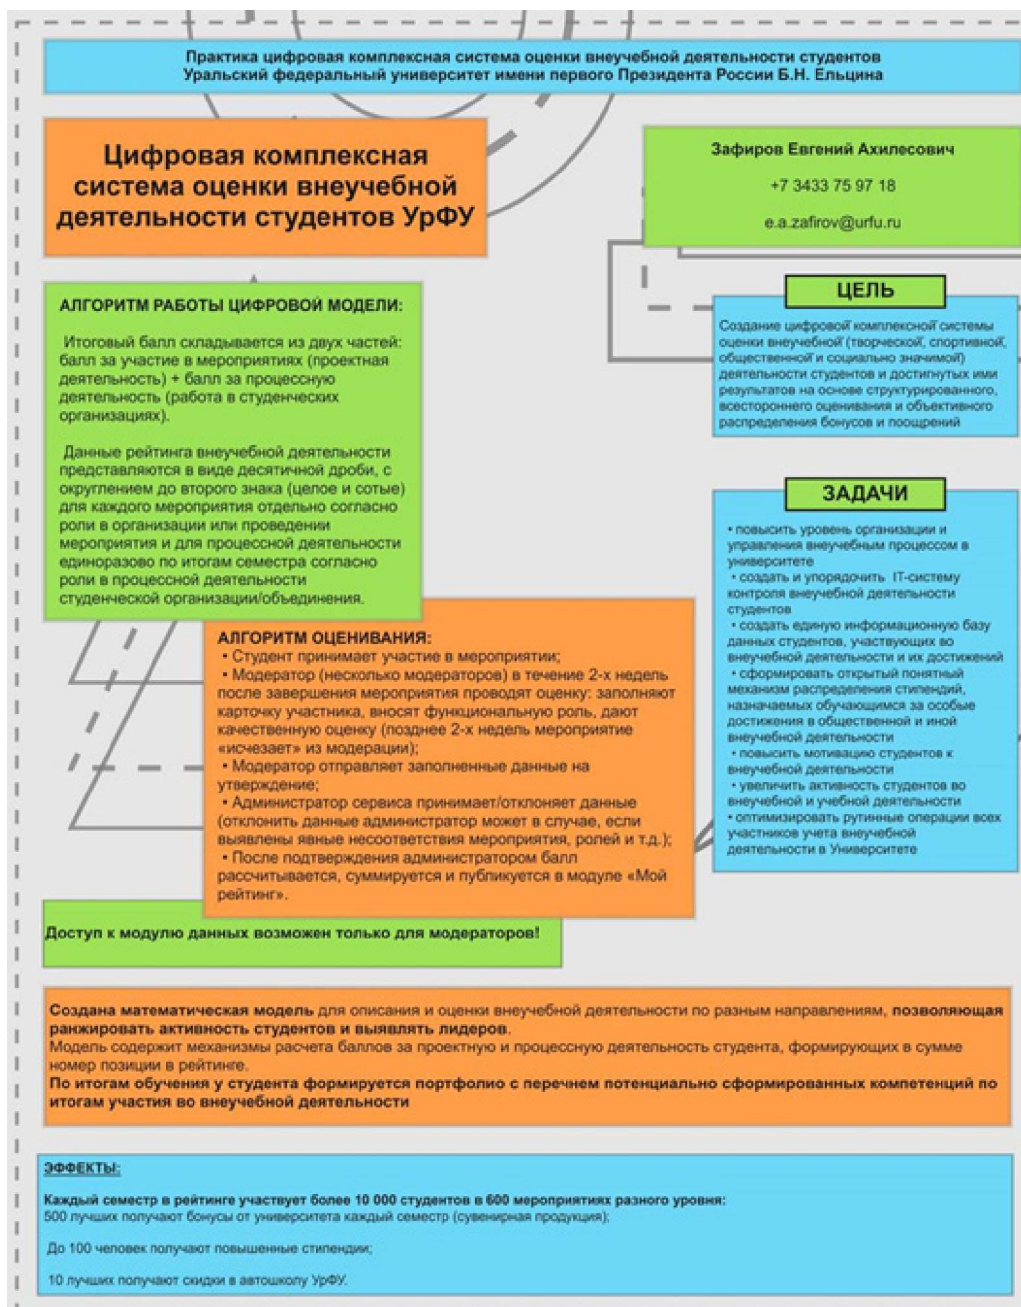 Практика цифровая комплексная система оценки внеучебной деятельности студентов
Уральский федеральный университет имени первого Президента России Б.Н. Ельцина
Цифровая комплексная
система оценки внеучебной
деятельности студентов УрФУ
Зафиров Евгений Ахилесович
+7 3433 75 97 18
e.a.zafirov@urfu.ru
АЛГОРИТМ РАБОТЫ ЦИФРОВОЙ МОДЕЛИ:
Итоговый балл складывается из двух частей:
балл за участие в мероприятиях (проектная
деятельность) + балл за процессную
деятельность (работа в студенческих
организациях).
Данные рейтинга внеучебной деятельности
представляются в виде десятичной дроби, с
округлением до второго знака (целое и сотые)
для каждого мероприятия отдельно согласно
роли в организации или проведении
мероприятия и для процессной деятельности
единоразово по итогам семестра согласно
роли в процессной деятельности
студенческой организации/объединения.
ЦЕЛЬ
Создание цифровой комплексной системы
оценки внеучебной (творческой, спортивной,
общественной и социально значимой)
деятельности студентов и достигнутых ими
результатов на основе структурированного,
всестороннего оценивания и объективного
распределения бонусов и поощрений
ЗАДАЧИ
• повысить уровень организации и
управления внеучебным процессом в
университете
• создать и упорядочить IT-систему
контроля внеучебной деятельности
студентов
• создать единую информационную базу
данных студентов, участвующих во
внеучебной деятельности и их достижений
• сформировать открытый понятный
механизм распределения стипендий,
назначаемых обучающимся за особые
достижения в общественной и иной
внеучебной деятельности
• повысить мотивацию студентов к
внеучебной деятельности
• увеличить активность студентов во
внеучебной и учебной деятельности
• оптимизировать рутинные операции всех
участников учета внеучебной
деятельности в Университете
АЛГОРИТМ ОЦЕНИВАНИЯ:
• Студент принимает участие в мероприятии;
• Модератор (несколько модераторов) в течение 2-х недель
после завершения мероприятия проводят оценку: заполняют
карточку участника, вносят функциональную роль, дают
качественную оценку (позднее 2-х недель мероприятие
«исчезает» из модерации);
• Модератор отправляет заполненные данные на
утверждение;
• Администратор сервиса принимает/отклоняет данные
(отклонить данные администратор может в случае, если
выявлены явные несоответствия мероприятия, ролей и т.д.);
• После подтверждения администратором балл
рассчитывается, суммируется и публикуется в модуле «Мой
рейтинг».
Доступ к модулю данных возможен только для модераторов!
Создана математическая модель для описания и оценки внеучебной деятельности по разным направлениям, позволяющая
ранжировать активность студентов и выявлять лидеров.
Модель содержит механизмы расчета баллов за проектную и процессную деятельность студента, формирующих в сумме
номер позиции в рейтинге.
По итогам обучения у студента формируется портфолио с перечнем потенциально сформированных компетенций по
итогам участия во внеучебной деятельности
ЭФФЕКТЫ:
Каждый семестр в рейтинге участвует более 10 000 студентов в 600 мероприятиях разного уровня:
500 лучших получают бонусы от университета каждый семестр (сувенирная продукция);
До 100 человек получают повышенные стипендии;
10 лучших получают скидки в автошколу УрФУ.